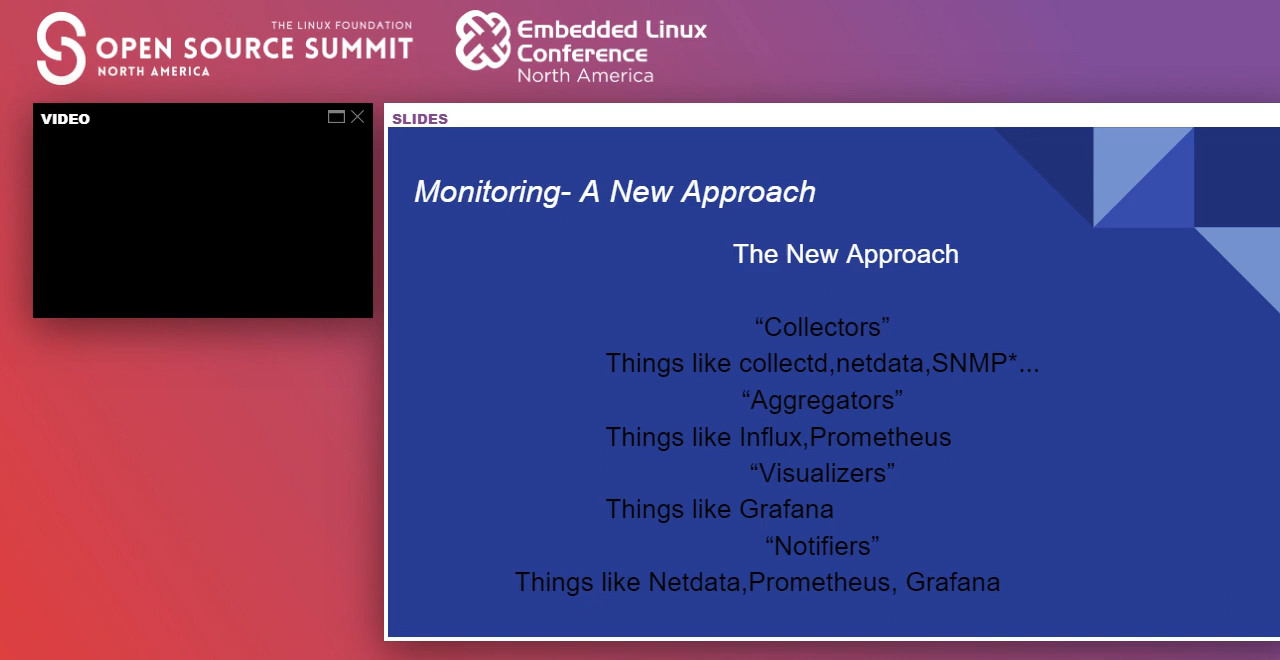 THE LINUX FOUNDATION
OPEN SOURCE SUMMIT
NORTH AMERICA
Embedded Linux
Conference
North America
VIDEO
SLIDES
Monitoring- A New Approach
The New Approach
“Collectors”
Things like collectd,netdata,SNMP*...
“Aggregators”
Things like Influx,Prometheus
“Visualizers”
Things like Grafana
“Notifiers”
Things like Netdata,Prometheus, Grafana